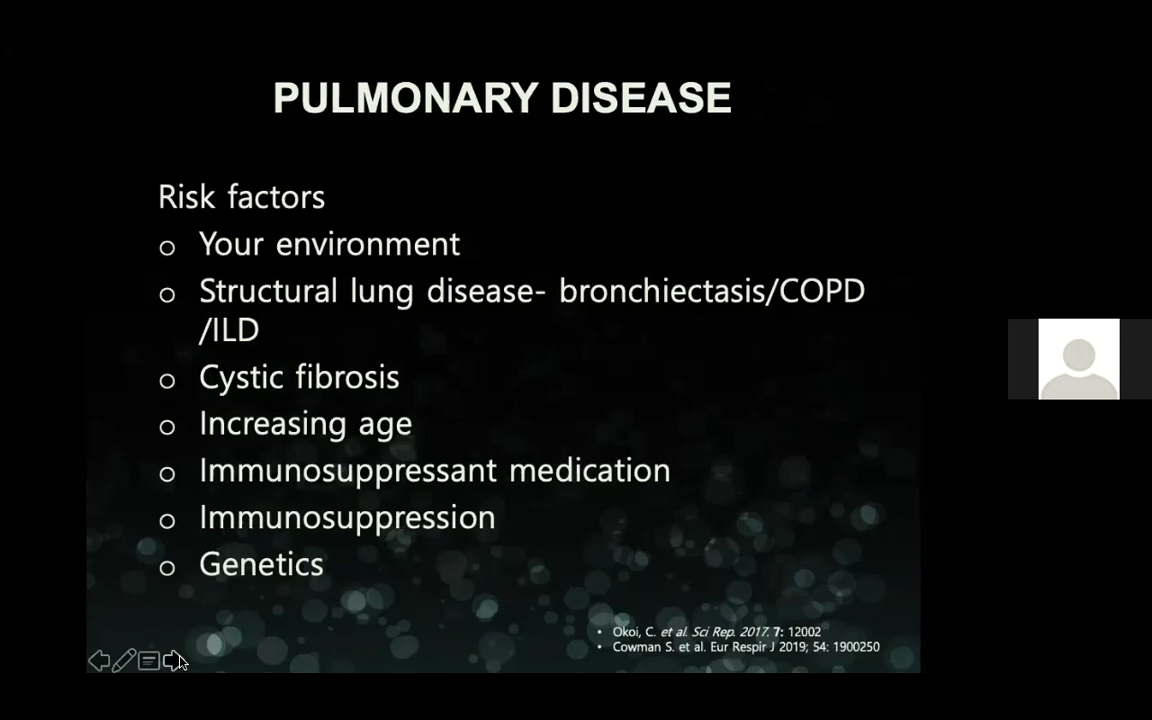 PULMONARY DISEASE
Risk factors
o Your environment
o Structural lung disease- bronchiectasis/COPD
/ILD
o Cystic fibrosis
o Increasing age
o Immunosuppressant medication
o Immunosuppression
o Genetics
• Okoi, C. et al. Sci Rep. 2017. 7: 12002
• Cowman S. et al. Eur Respir J 2019; 54: 1900250